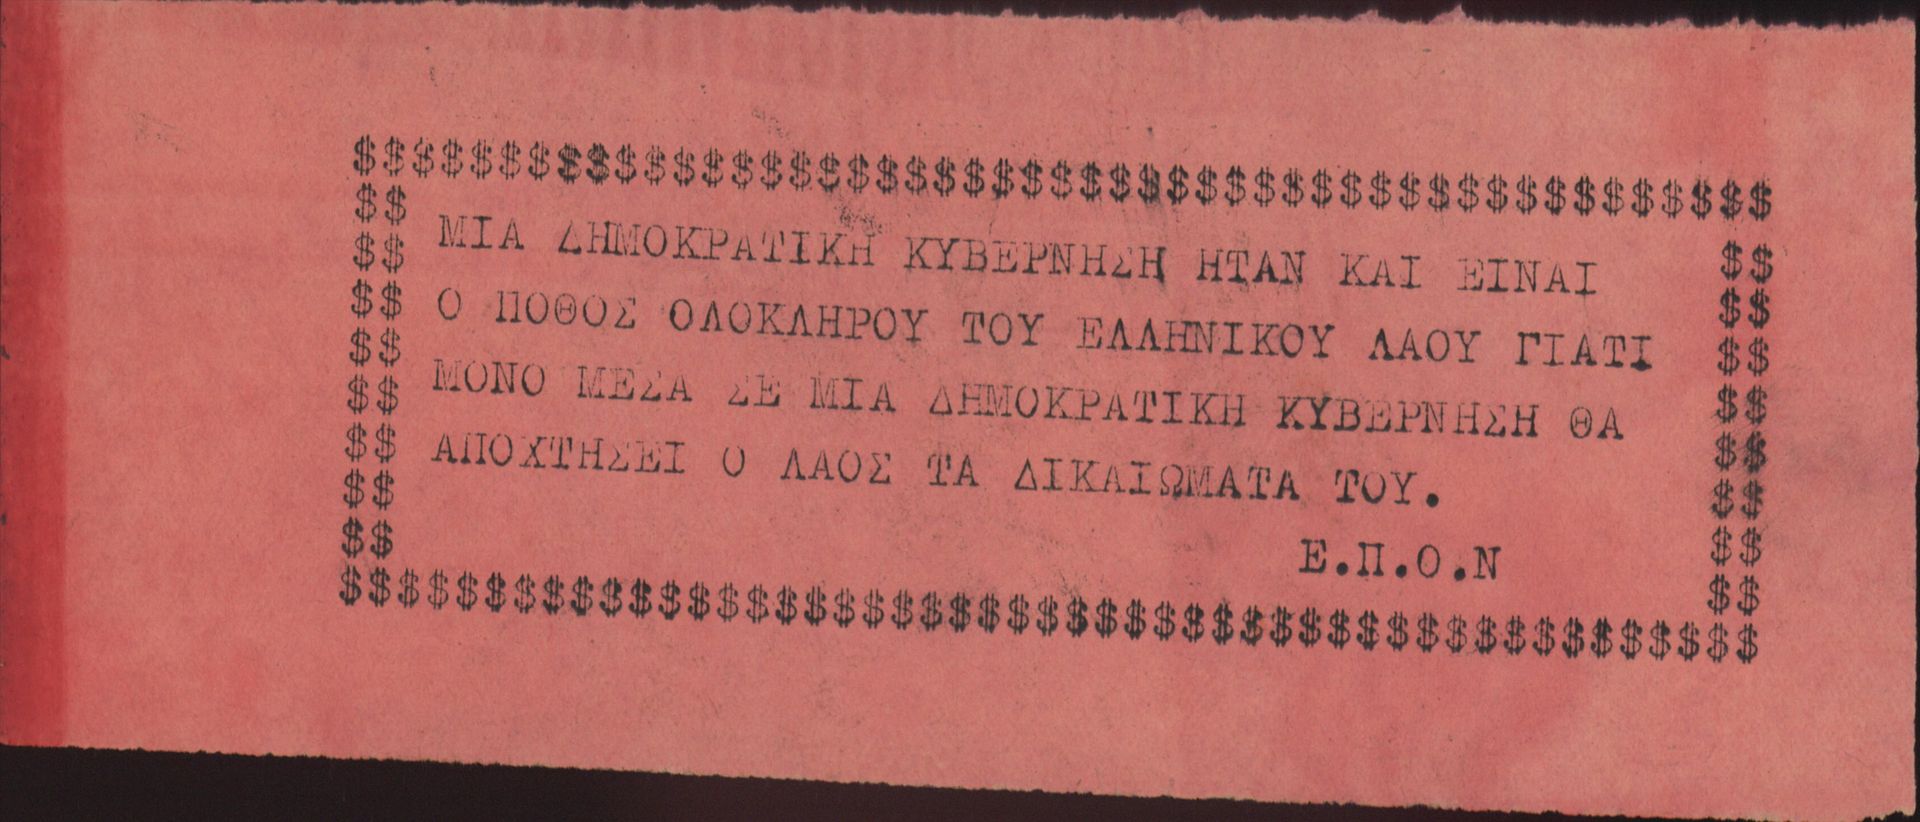 $$$$$$$$$$$$$$$$$$$$$$$$$$$$$$$$$$$$$$$$$$$$$$$$$
$$ ΜΙΑ ΔΗΜΟΚΡΑΤΙΚΗ ΚΥΒΕΡΝΗΣΗ ΗΤΑΝ ΚΑΙ ΕΙΝΑΙ $$
$$ Ο ΠΟΘΟΣ ΟΛΟΚΛΗΡΟΥ ΤΟΥ ΕΛΛΗΝΙΚΟΥ ΛΑΟΥ ΓΙΑΤΙ $$
$$ ΜΟΝΟ ΜΕΣΑ ΣΕ ΜΙΑ ΔΗΜΟΚΡΑΤΙΚΗ ΚΥΒΕΡΝΗΣΗ ΘΑ $$
$$ ΑΠΟΧΤΗΣΕΙ Ο ΛΑΟΣ ΤΑ ΔΙΚΑΙΩΜΑΤΑ ΤΟΥ. $$
$$ Ε.Π.Ο.Ν $$
$$$$$$$$$$$$$$$$$$$$$$$$$$$$$$$$$$$$$$$$$$$$$$$$$